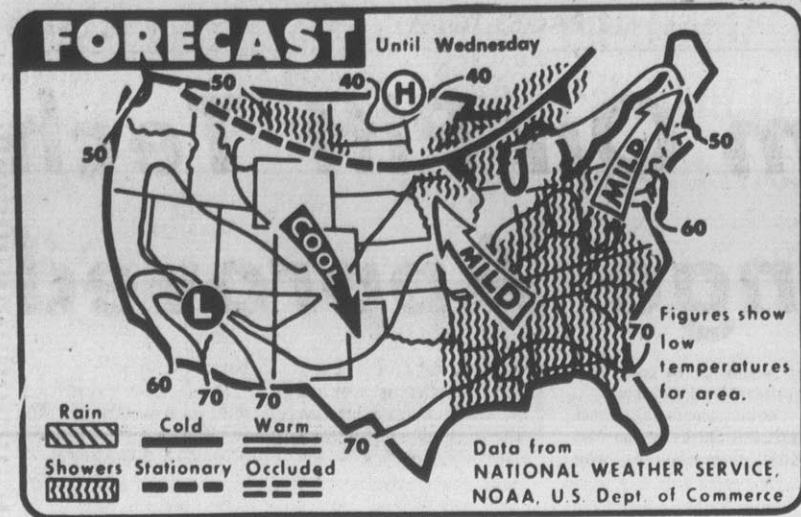 FORECAST
Until Wednesday
50
40
H
40
50
50
MILD
60
COOL
MILD
L
70
Figures show
low
temperatures
for area.
60
70
70
70
Rain
Cold
Warm
Showers
Stationary
Occluded
Data from
NATIONAL WEATHER SERVICE,
NOAA, U.S. Dept. of Commerce